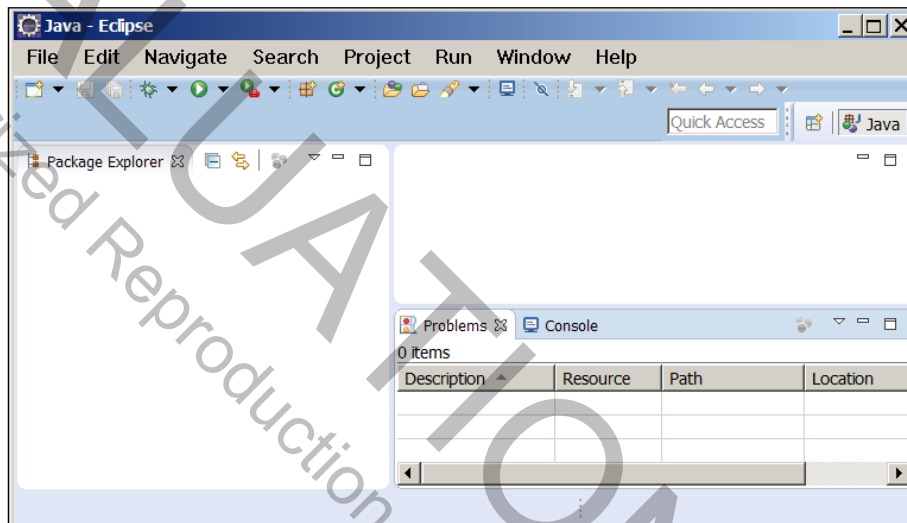 Java - Eclipse
File Edit Navigate Search Project Run Window Help
Quick Access Java
Package Explorer
Problems Console
0 items
Description Resource Path Location
Reproduction